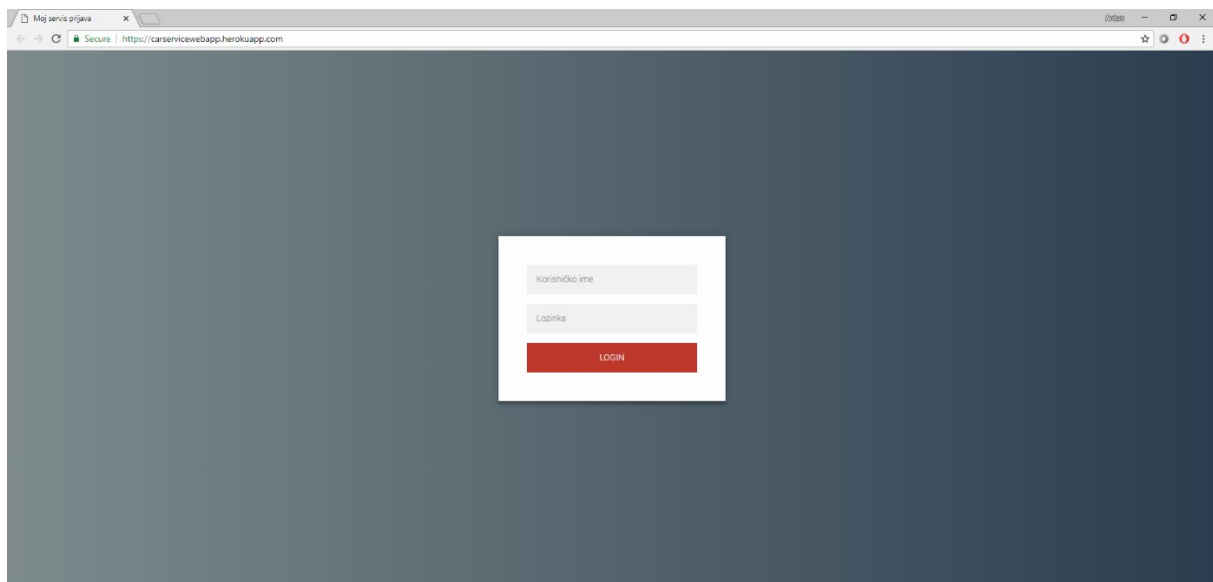 Moj servis prijava
Secure | https://carservicewebapp.herokuapp.com
Korisničko ime
Lozinka
LOGIN